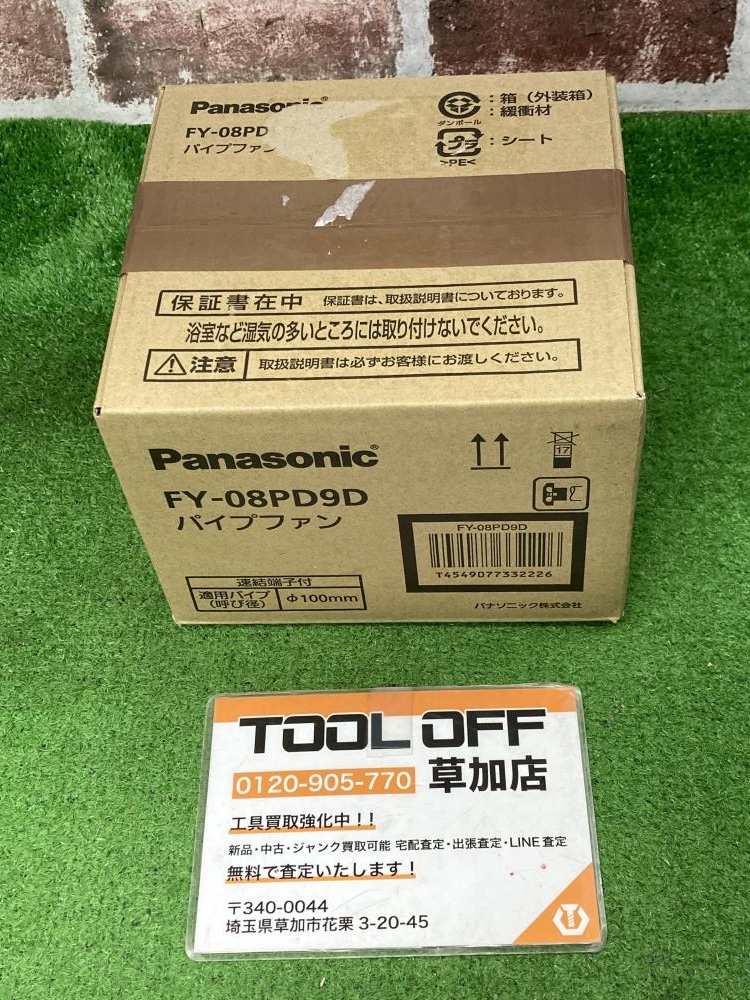 Panasonic
FY-08PD
パイプファン
ダンボール
：箱（外装箱）
：緩衝材
プラ
：シート
>PE<
保証書在中 保証書は、取扱説明書についております。
浴室など湿気の多いところには取り付けないでください。
注意 取扱説明書は必ずお客様にお渡しください。
Panasonic®
FY-08PD9D
パイプファン
17
速結端子付
適用パイプ
（呼び径）
Φ100mm
FY-08PD9D
T4549077332226
パナソニック株式会社
TOOL OFF
0120-905-770 草加店
工具買取強化中！！
新品・中古・ジャンク買取可能 宅配査定・出張査定・LINE査定
無料で査定いたします！
〒340-0044
埼玉県草加市花栗 3-20-45